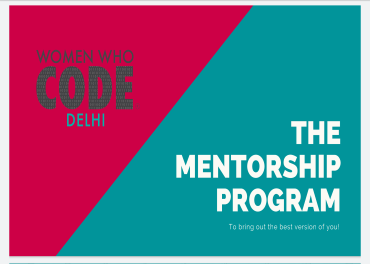 WOMEN WHO
CODE
DELHI
THE
MENTORSHIP
PROGRAM
To bring out the best version of you!